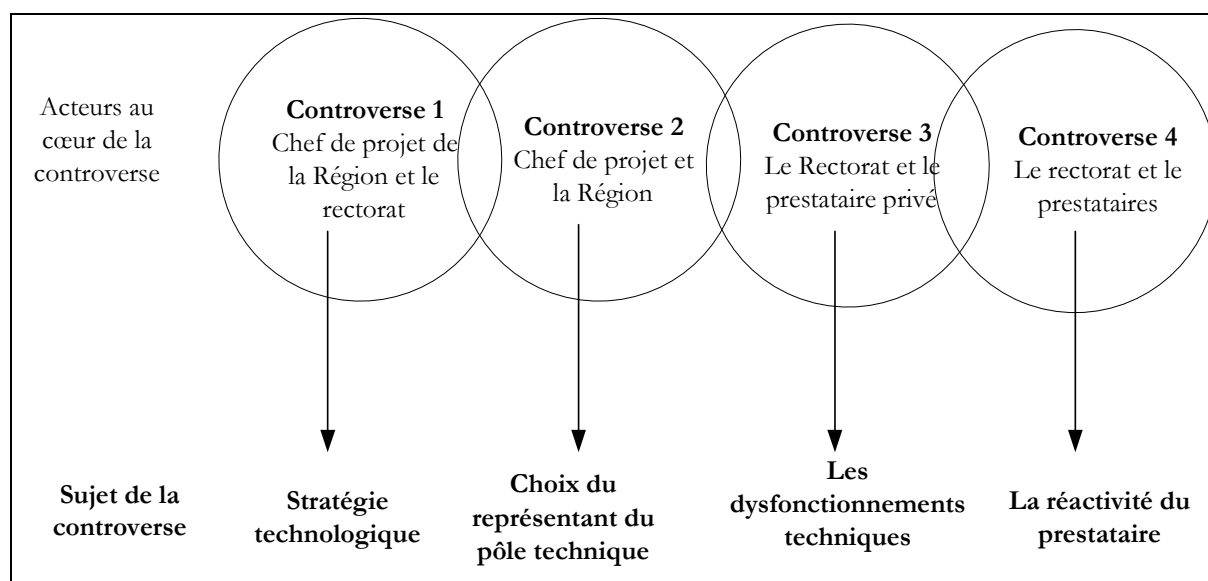 Acteurs au
cœur de la
controverse
Controverse 1
Chef de projet de
la Région et le
rectorat
Controverse 2
Chef de projet et
la Région
Controverse 3
Le Rectorat et le
prestataire privé
Controverse 4
Le rectorat et le
prestataires
Sujet de la
controverse
Stratégie
technologique
Choix du
représentant du
pôle technique
Les
dysfonctionnements
techniques
La réactivité du
prestataire